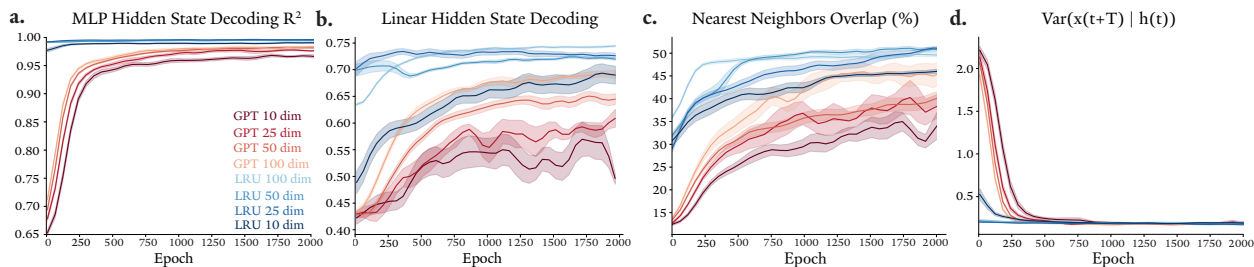 a.
MLP Hidden State Decoding R²
1.00
0.95
0.90
0.85
0.80
0.75
0.70
0.65
GPT 10 dim
GPT 25 dim
GPT 50 dim
GPT 100 dim
LRU 100 dim
LRU 50 dim
LRU 25 dim
LRU 10 dim
0 250 500 750 1000 1250 1500 1750 2000
Epoch
b.
Linear Hidden State Decoding
0.75
0.70
0.65
0.60
0.55
0.50
0.45
0.40
0 250 500 750 1000 1250 1500 1750 2000
Epoch
c.
Nearest Neighbors Overlap (%)
50
45
40
35
30
25
20
15
0 250 500 750 1000 1250 1500 1750 2000
Epoch
d.
Var(x(t+T) | h(t))
2.0
1.5
1.0
0.5
0 250 500 750 1000 1250 1500 1750 2000
Epoch